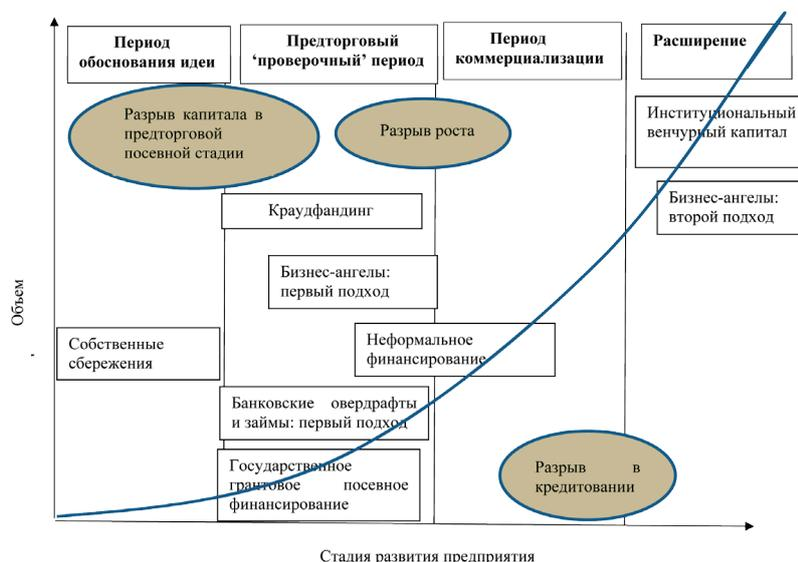 Период
обоснования идеи
Предторговый
‘проверочный’ период
Период
коммерциализации
Расширение
Разрыв капитала в
предторговой
посевной стадии
Разрыв роста
Институциональный
венчурный капитал
Бизнес-ангелы:
второй подход
Краудфандинг
Бизнес-ангелы:
первый подход
Объем
Собственные
сбережения
Неформальное
финансирование
Банковские овердрафты
и займы: первый подход
Государственное
грантовое посевное
финансирование
Разрыв в
кредитовании
Стадия развития предприятия